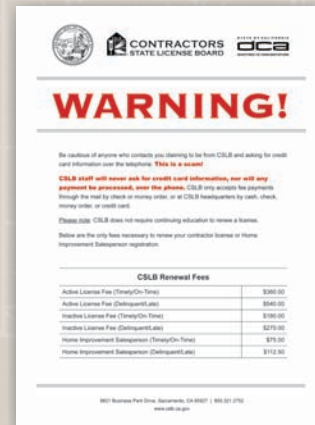 CONTRACTORS
STATE LICENSE BOARD
STATE OF CALIFORNIA
dca
DEPARTMENT OF CONSUMER AFFAIRS
WARNING!
Be cautious of anyone who contacts you claiming to be from CSLB and asking for credit
card information over the telephone. This is a scam!
CSLB staff will never ask for credit card information, nor will any
payment be processed, over the phone. CSLB only accepts fee payments
through the mail by check or money order, or at CSLB headquarters by cash, check,
money order, or credit card.
Please note: CSLB does not require continuing education to renew a license.
Below are the only fees necessary to renew your contractor license or Home
Improvement Salesperson registration.
CSLB Renewal Fees
Active License Fee (Timely/On-Time) $360.00
Active License Fee (Delinquent/Late) $540.00
Inactive License Fee (Timely/On-Time) $180.00
Inactive License Fee (Delinquent/Late) $270.00
Home Improvement Salesperson (Timely/On-Time) $75.00
Home Improvement Salesperson (Delinquent/Late) $112.50
9821 Business Park Drive, Sacramento, CA 95827 | 800.321.2752
www.cslb.ca.gov